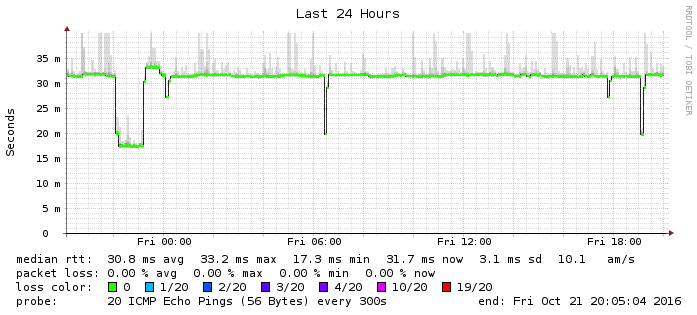 Last 24 Hours
RRDTOOL / TOBI OETIKER
Seconds
35 m
30 m
25 m
20 m
15 m
10 m
5 m
0
Fri 00:00 Fri 06:00 Fri 12:00 Fri 18:00
median rtt: 30.8 ms avg 33.2 ms max 17.3 ms min 31.7 ms now 3.1 ms sd 10.1 am/s
packet loss: 0.00 % avg 0.00 % max 0.00 % min 0.00 % now
loss color: 0 1/20 2/20 3/20 4/20 10/20 19/20
probe: 20 ICMP Echo Pings (56 Bytes) every 300s end: Fri Oct 21 20:05:04 2016